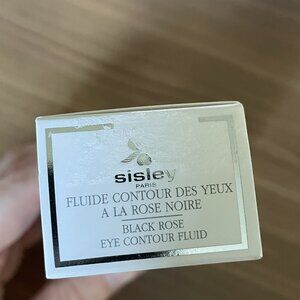 sisley
PARIS
FLUIDE CONTOUR DES YEUX
A LA ROSE NOIRE
BLACK ROSE
EYE CONTOUR FLUID